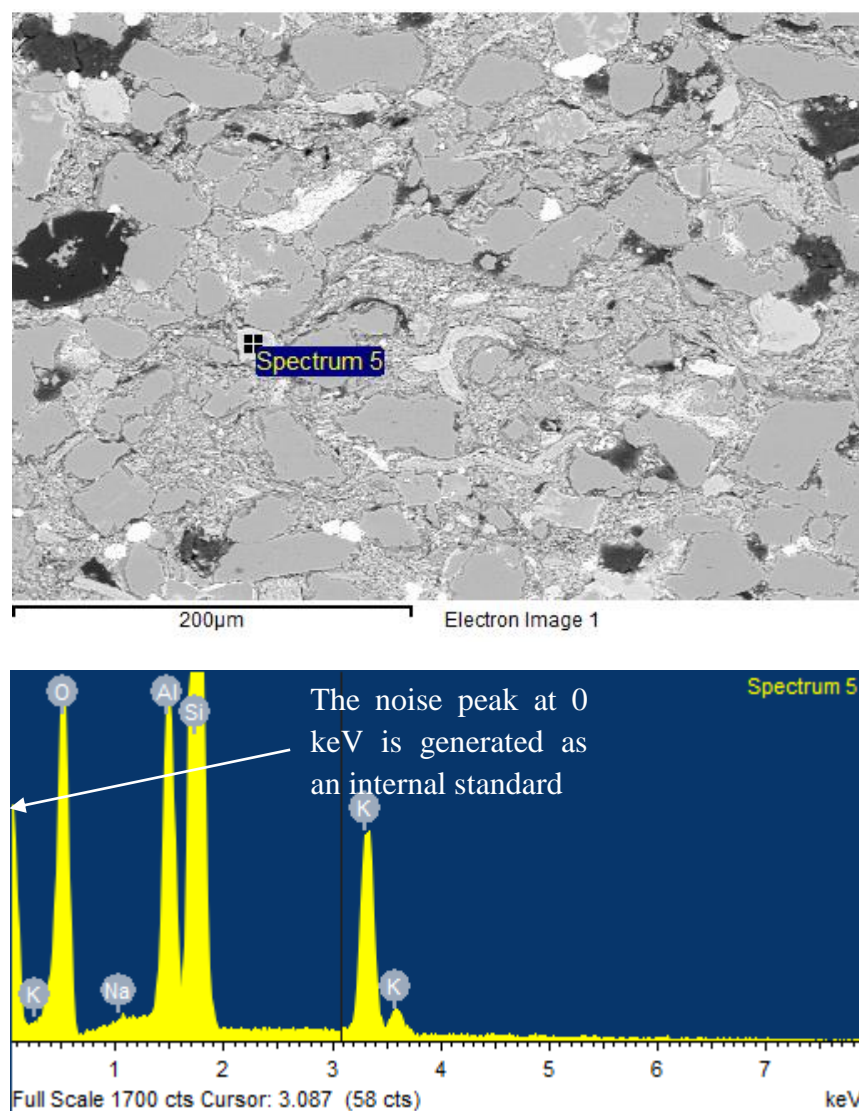 Spectrum 5
200µm Electron Image 1
Spectrum 5
O Al Si
The noise peak at 0
keV is generated as
an internal standard
K
K Na K
1 2 3 4 5 6 7
Full Scale 1700 cts Cursor: 3.087 (58 cts) keV